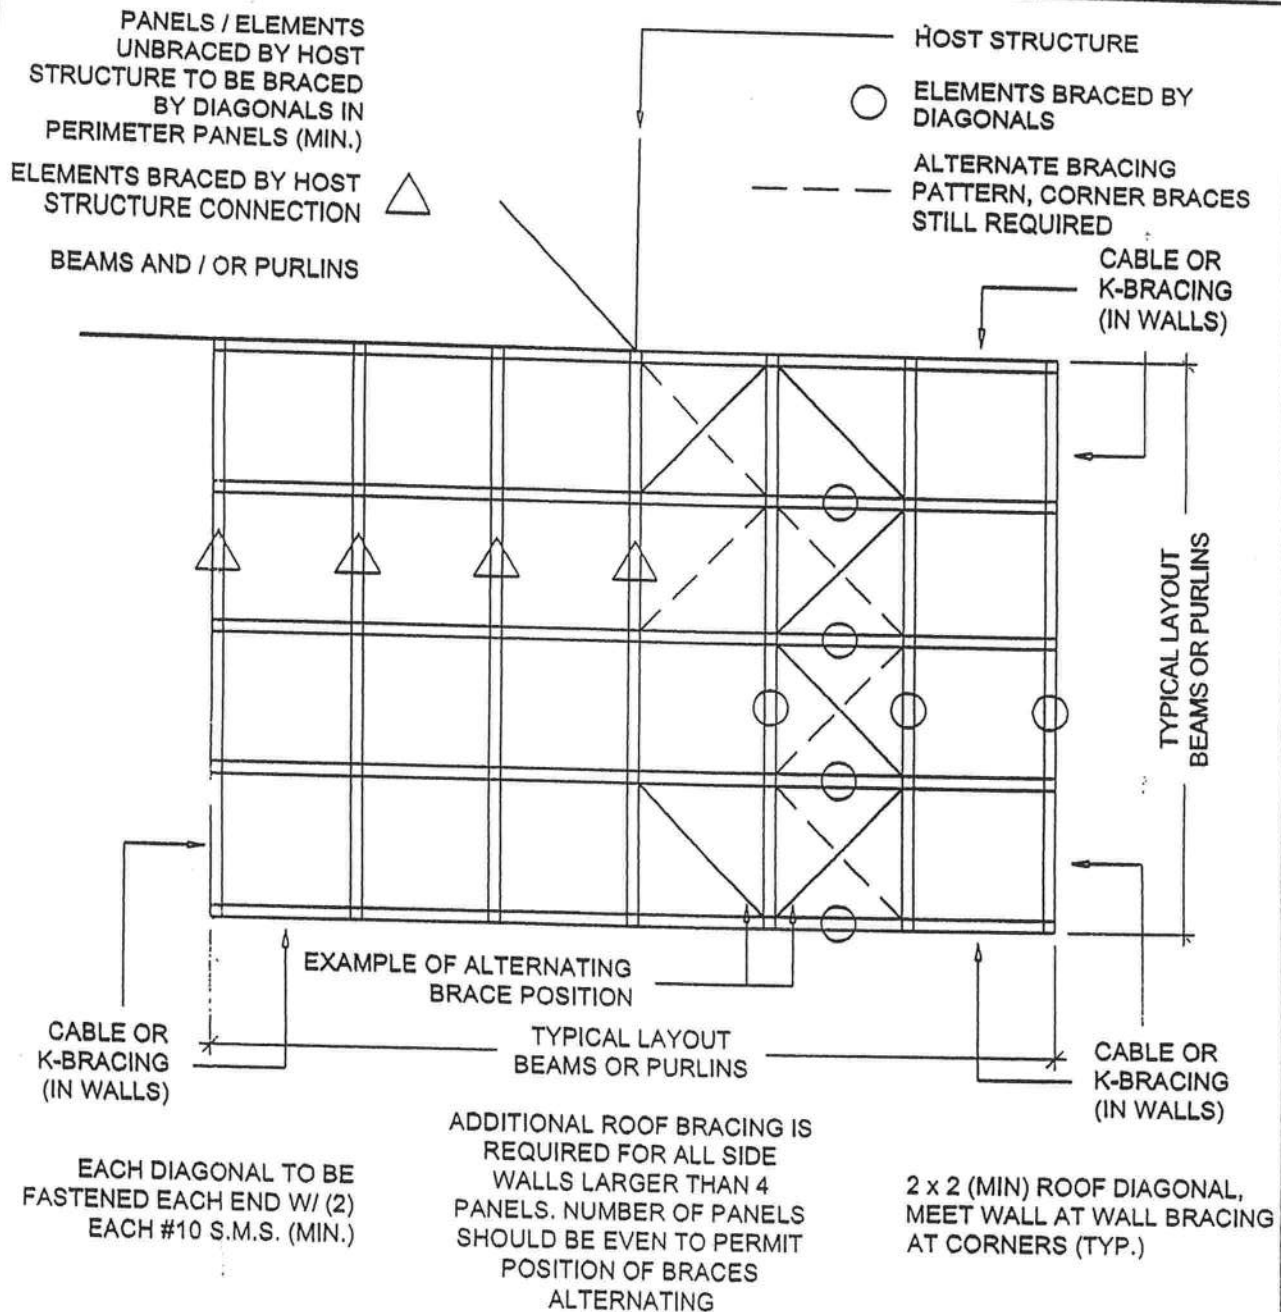 PANELS / ELEMENTS
UNBRACED BY HOST
STRUCTURE TO BE BRACED
BY DIAGONALS IN
PERIMETER PANELS (MIN.)
ELEMENTS BRACED BY HOST
STRUCTURE CONNECTION
BEAMS AND / OR PURLINS
HOST STRUCTURE
ELEMENTS BRACED BY
DIAGONALS
ALTERNATE BRACING
PATTERN, CORNER BRACES
STILL REQUIRED
CABLE OR
K-BRACING
(IN WALLS)
TYPICAL LAYOUT
BEAMS OR PURLINS
EXAMPLE OF ALTERNATING
BRACE POSITION
CABLE OR
K-BRACING
(IN WALLS)
TYPICAL LAYOUT
BEAMS OR PURLINS
CABLE OR
K-BRACING
(IN WALLS)
EACH DIAGONAL TO BE
FASTENED EACH END W/ (2)
EACH #10 S.M.S. (MIN.)
ADDITIONAL ROOF BRACING IS
REQUIRED FOR ALL SIDE
WALLS LARGER THAN 4
PANELS. NUMBER OF PANELS
SHOULD BE EVEN TO PERMIT
POSITION OF BRACES
ALTERNATING
2 x 2 (MIN) ROOF DIAGONAL,
MEET WALL AT WALL BRACING
AT CORNERS (TYP.)